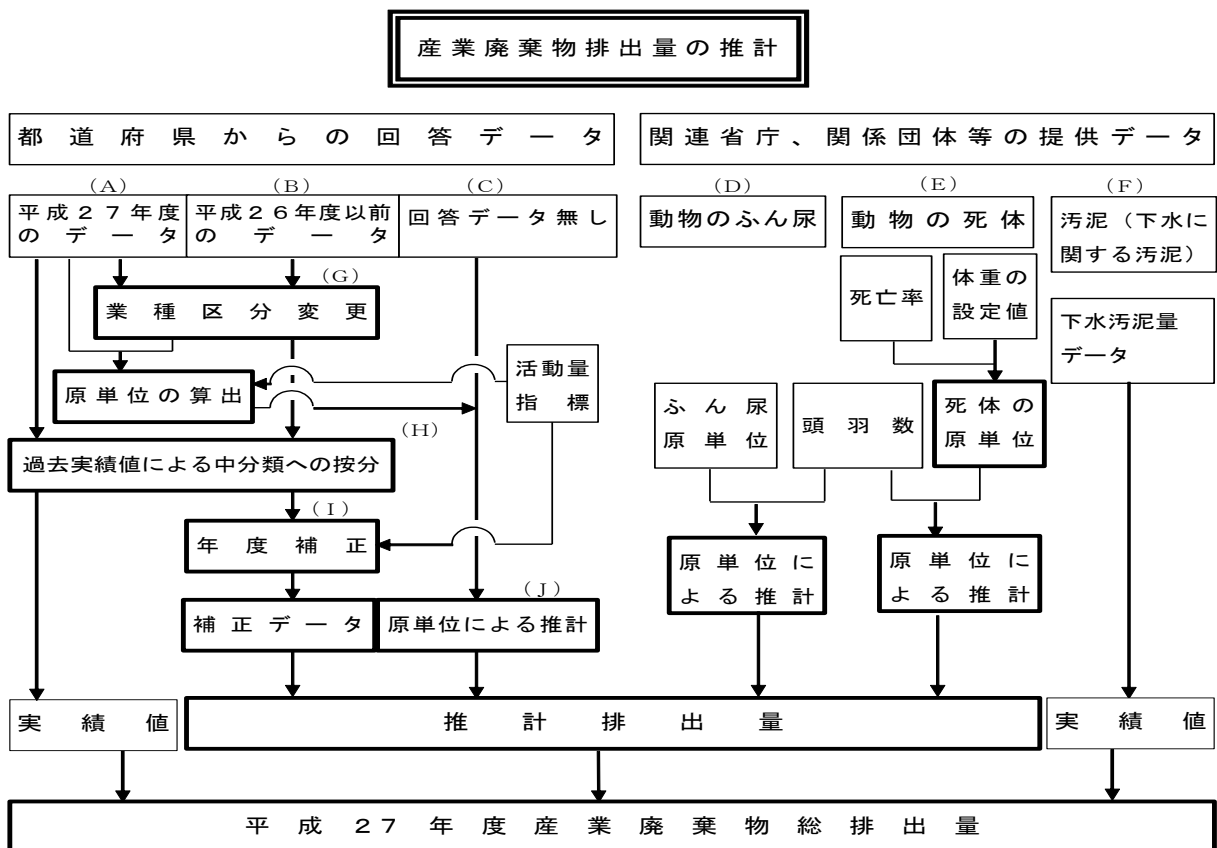 産業廃棄物排出量の推計
都道府県からの回答データ
関連省庁、関係団体等の提供データ
(A)
(B)
(C)
(D)
(E)
(F)
平成27年度
のデータ
平成26年度以前
のデータ
回答データ無し
動物のふん尿
動物の死体
汚泥(下水に
関する汚泥)
(G)
業種区分変更
死亡率
体重の
設定値
下水汚泥量
データ
原単位の算出
活動量
指標
ふん尿
原単位
頭羽数
死体の
原単位
(H)
過去実績値による中分類への按分
(I)
年度補正
原単位に
よる推計
原単位に
よる推計
(J)
補正データ
原単位による推計
実績値
推計排出量
実績値
平成27年度産業廃棄物総排出量